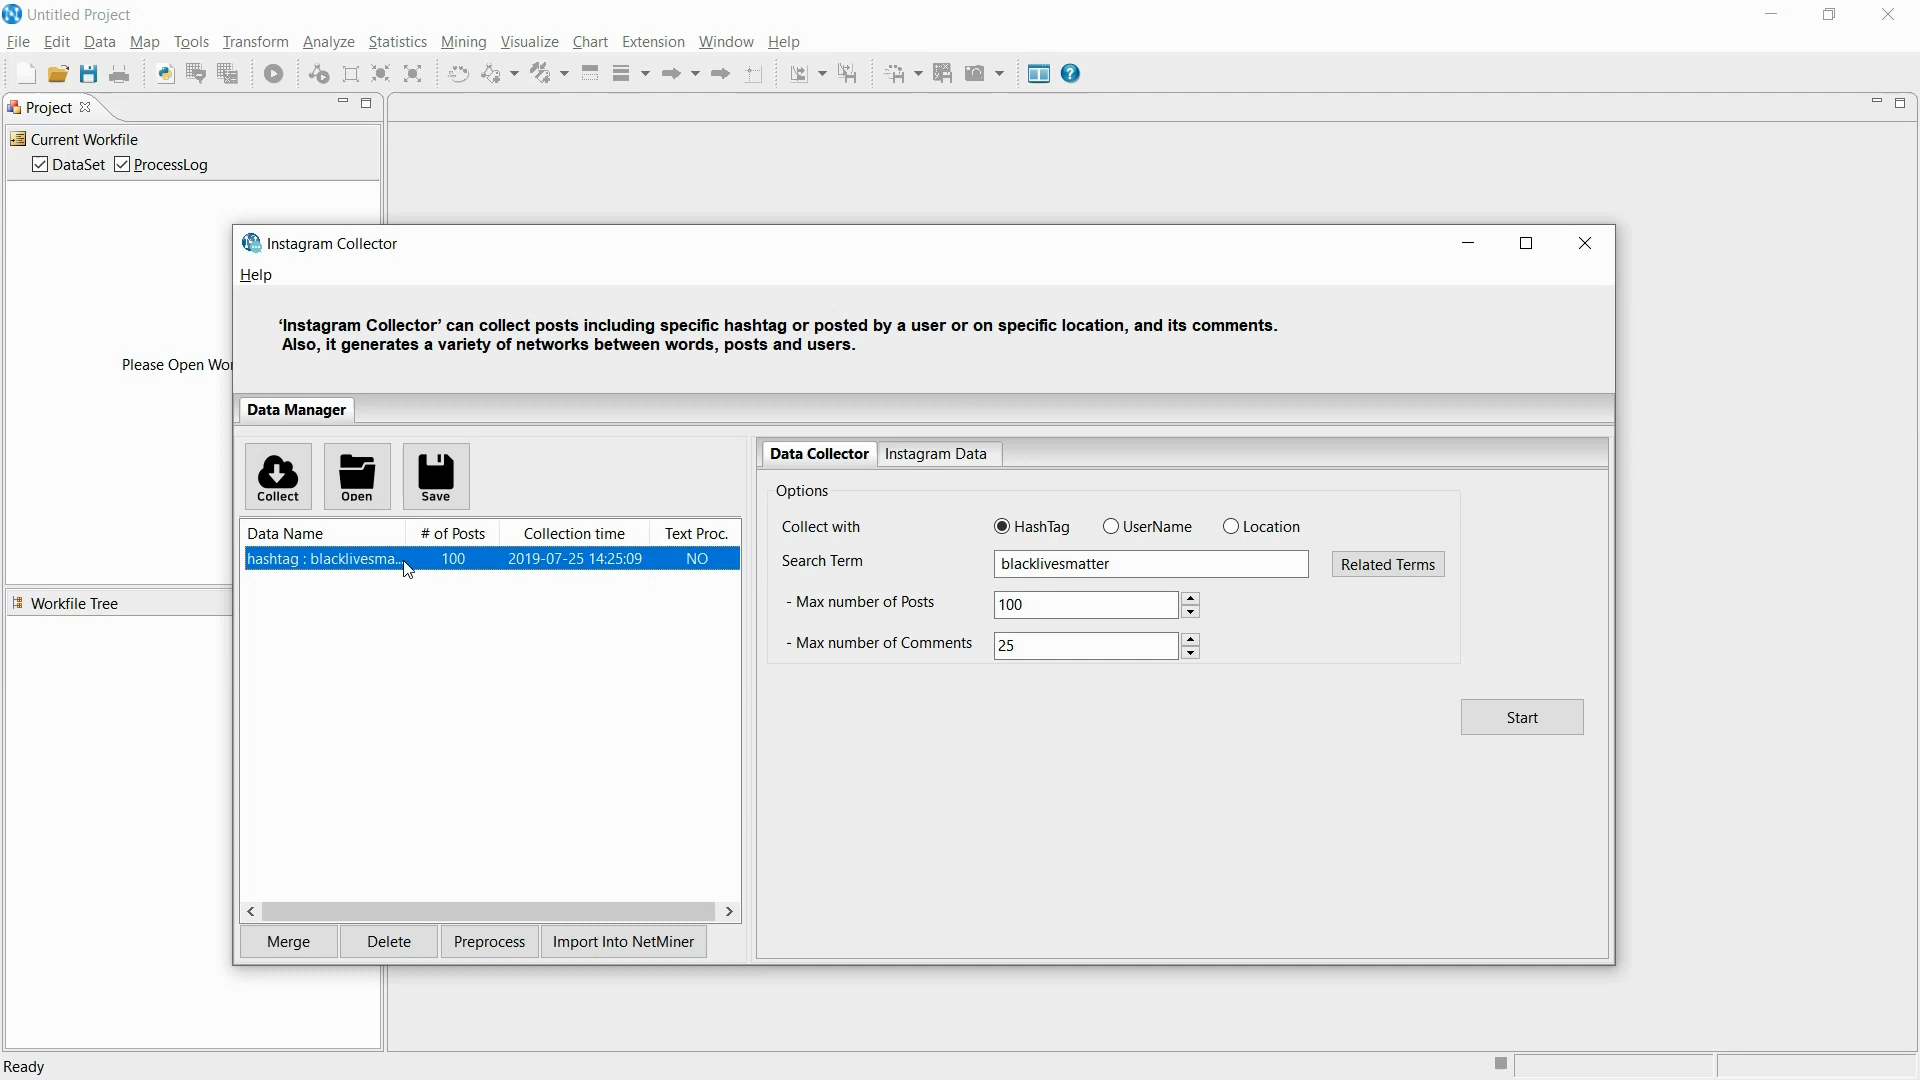 Untitled Project
File Edit Data Map Tools Transform Analyze Statistics Mining Visualize Chart Extension Window Help
Project
Current Workfile
DataSet ProcessLog
Please Open Wor
Workfile Tree
Instagram Collector
Help
‘Instagram Collector’ can collect posts including specific hashtag or posted by a user or on specific location, and its comments.
Also, it generates a variety of networks between words, posts and users.
Data Manager
Collect Open Save
Data Name # of Posts Collection time Text Proc.
hashtag : blacklivesma... 100 2019-07-25 14:25:09 NO
Merge Delete Preprocess Import Into NetMiner
Data Collector Instagram Data
Options
Collect with HashTag UserName Location
Search Term blacklivesmatter Related Terms
- Max number of Posts 100
- Max number of Comments 25
Start
Ready